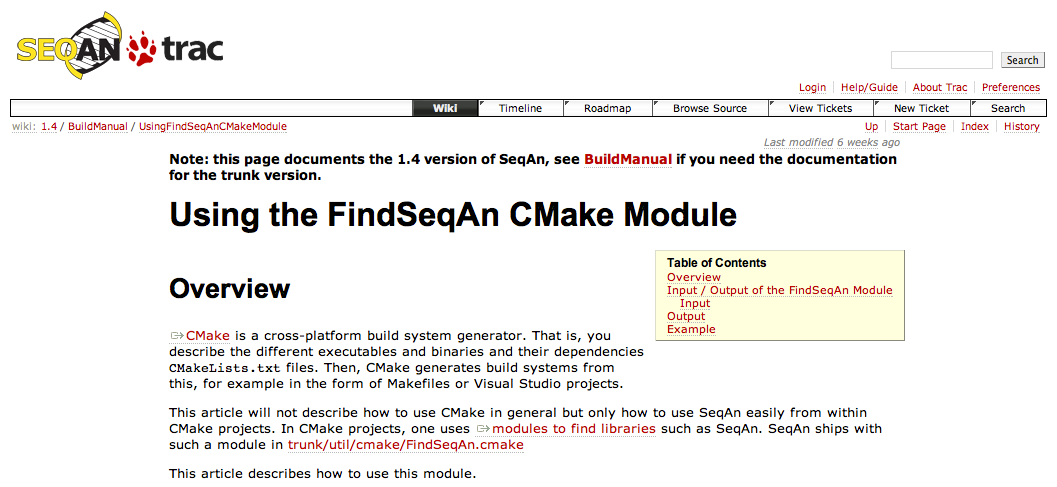 SEQAN trac
Search
Login Help/Guide About Trac Preferences
Wiki Timeline Roadmap Browse Source View Tickets New Ticket Search
wiki: 1.4 / BuildManual / UsingFindSeqAnCMakeModule
Up Start Page Index History
Last modified 6 weeks ago
Note: this page documents the 1.4 version of SeqAn, see BuildManual if you need the documentation
for the trunk version.
Using the FindSeqAn CMake Module
Table of Contents
Overview
Input / Output of the FindSeqAn Module
Input
Output
Example
Overview
CMake is a cross-platform build system generator. That is, you
describe the different executables and binaries and their dependencies
CMakeLists.txt files. Then, CMake generates build systems from
this, for example in the form of Makefiles or Visual Studio projects.
This article will not describe how to use CMake in general but only how to use SeqAn easily from within
CMake projects. In CMake projects, one uses modules to find libraries such as SeqAn. SeqAn ships with
such a module in trunk/util/cmake/FindSeqAn.cmake
This article describes how to use this module.